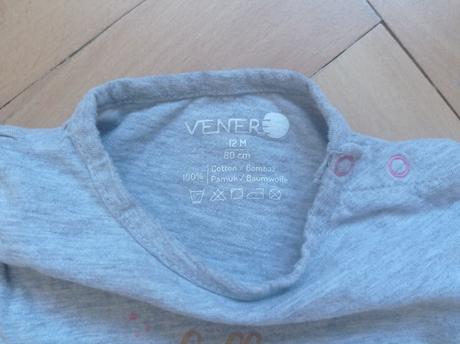 VENERE
12 M
80 cm
Cotton / Bombaž
100% Pamuk / Baumwolle